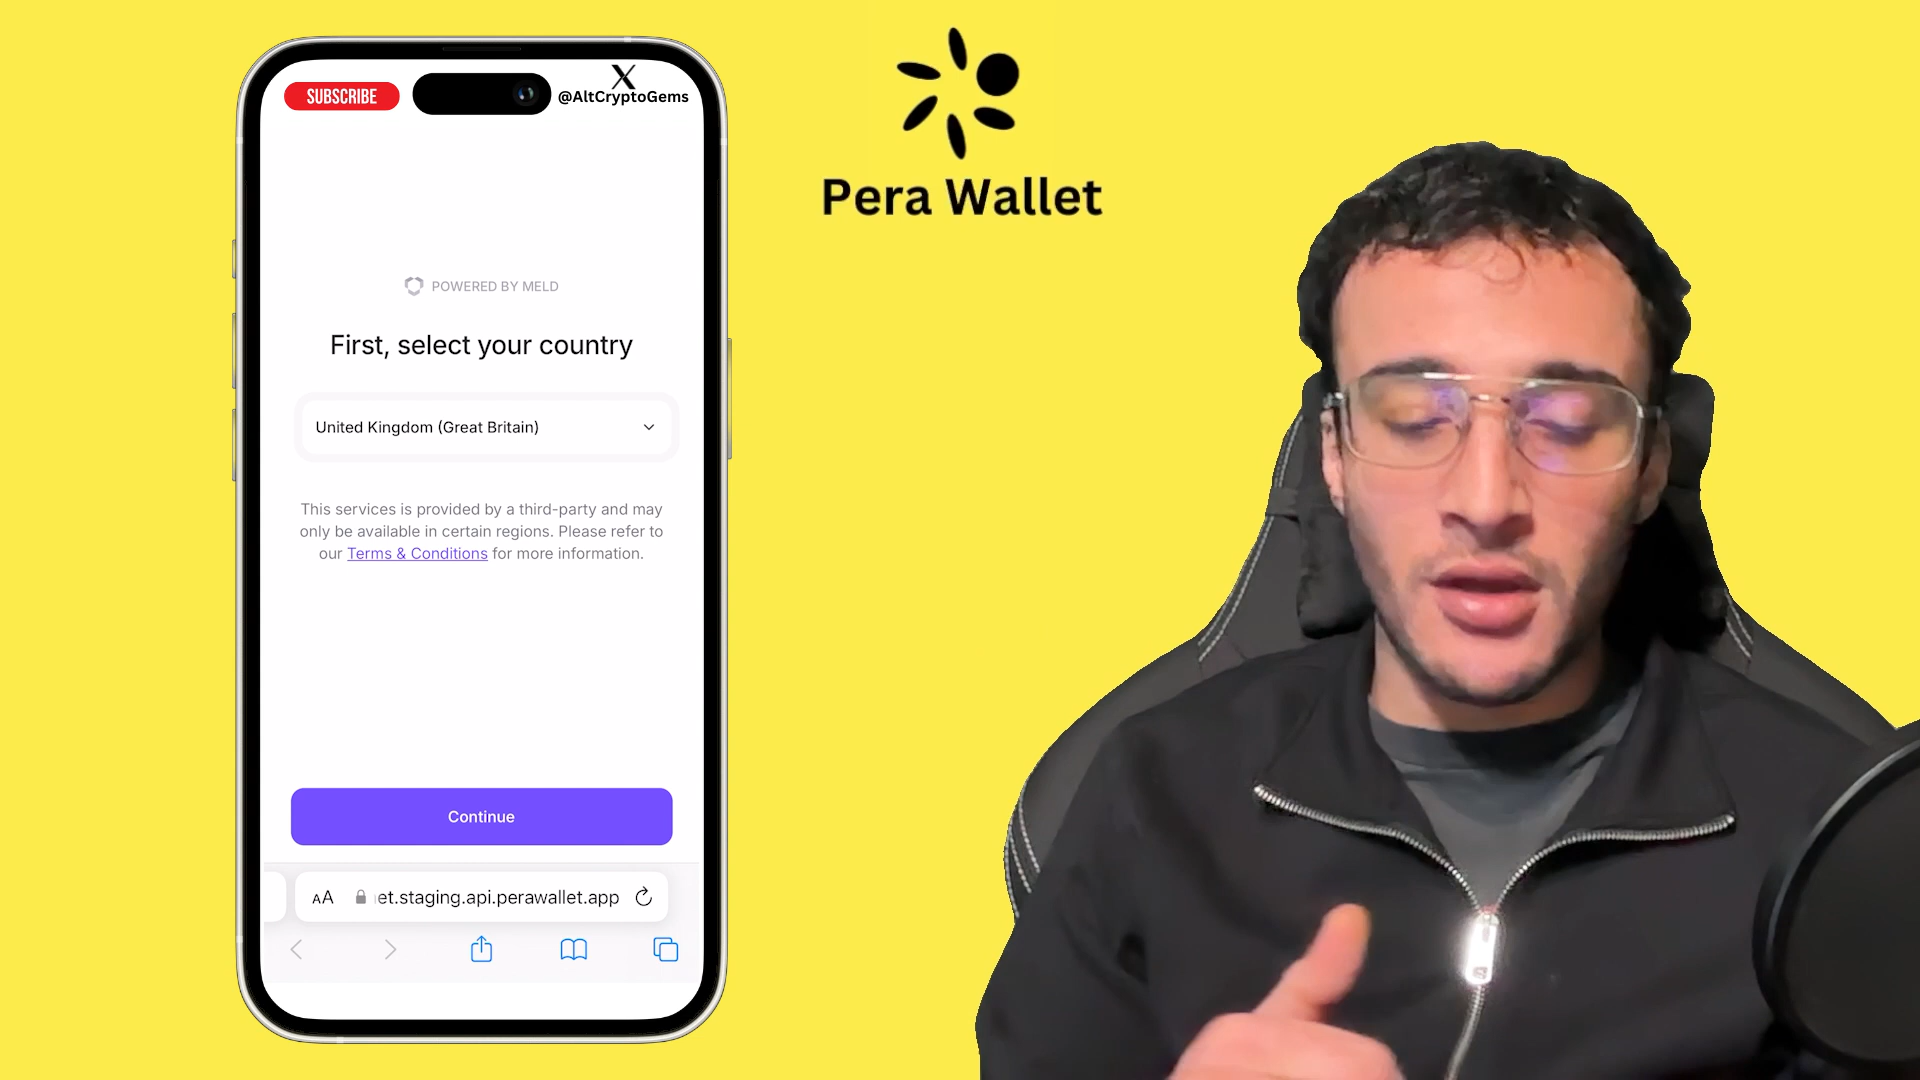 SUBSCRIBE
X
@AltCryptoGems
POWERED BY MELD
First, select your country
United Kingdom (Great Britain)
This services is provided by a third-party and may
only be available in certain regions. Please refer to
our Terms & Conditions for more information.
Continue
AA
et.staging.api.perawallet.app
Pera Wallet